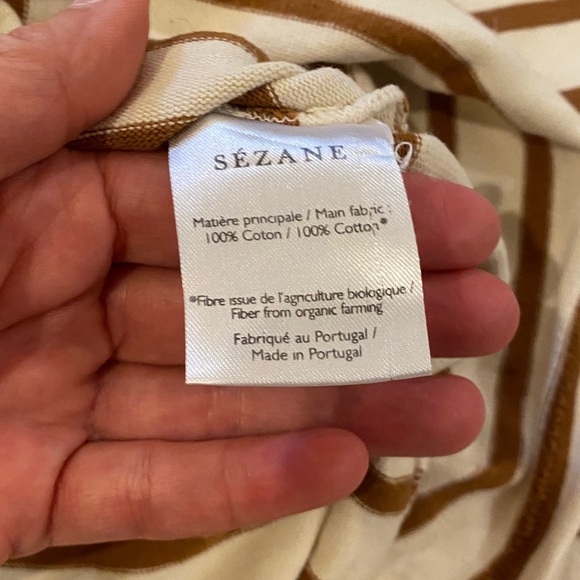 SÉZANE
Matière principale / Main fabric :
100% Coton / 100% Cotton*
*Fibre issue de l'agriculture biologique /
Fiber from organic farming
Fabriqué au Portugal /
Made in Portugal